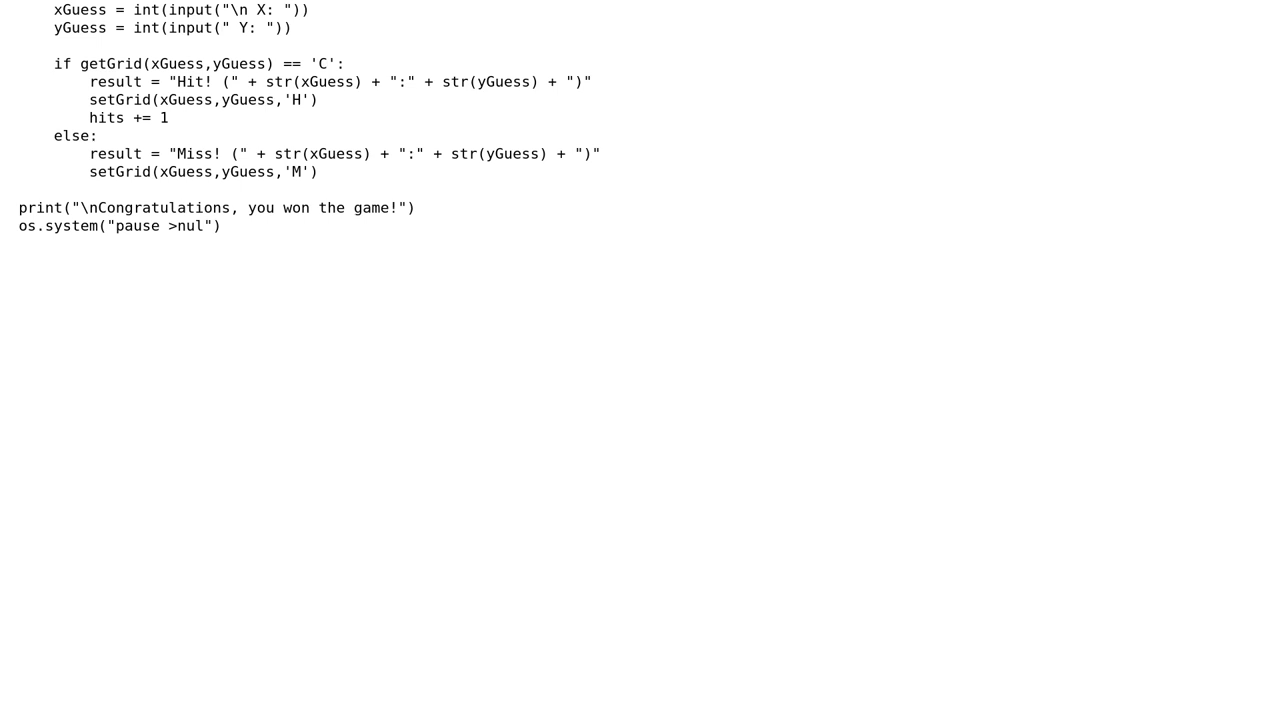 xGuess = int(input("\n X: "))
    yGuess = int(input(" Y: "))

    if getGrid(xGuess,yGuess) == 'C':
        result = "Hit! (" + str(xGuess) + ":" + str(yGuess) + ")"
        setGrid(xGuess,yGuess,'H')
        hits += 1
    else:
        result = "Miss! (" + str(xGuess) + ":" + str(yGuess) + ")"
        setGrid(xGuess,yGuess,'M')

print("\nCongratulations, you won the game!")
os.system("pause >nul")